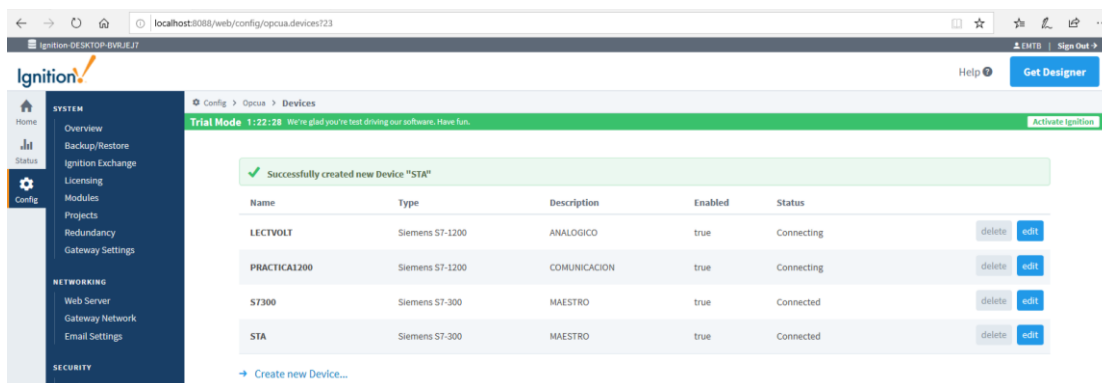 localhost:8088/web/config/opcua.devices?23
Ignition-DESKTOP-BVRJEJ7
EMTB | Sign Out
Ignition!
Help
Get Designer
Home
Status
Config
SYSTEM
Overview
Backup/Restore
Ignition Exchange
Licensing
Modules
Projects
Redundancy
Gateway Settings
NETWORKING
Web Server
Gateway Network
Email Settings
SECURITY
Config > Opcua > Devices
Trial Mode 1:22:28 We're glad you're test driving our software. Have fun.
Activate Ignition
Successfully created new Device "STA"
Name Type Description Enabled Status
LECTVOLT Siemens S7-1200 ANALOGICO true Connecting delete edit
PRACTICA1200 Siemens S7-1200 COMUNICACION true Connecting delete edit
S7300 Siemens S7-300 MAESTRO true Connected delete edit
STA Siemens S7-300 MAESTRO true Connected delete edit
→ Create new Device...